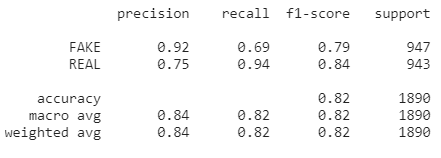 precision recall f1-score support
FAKE 0.92 0.69 0.79 947
REAL 0.75 0.94 0.84 943
accuracy 0.82 1890
macro avg 0.84 0.82 0.82 1890
weighted avg 0.84 0.82 0.82 1890